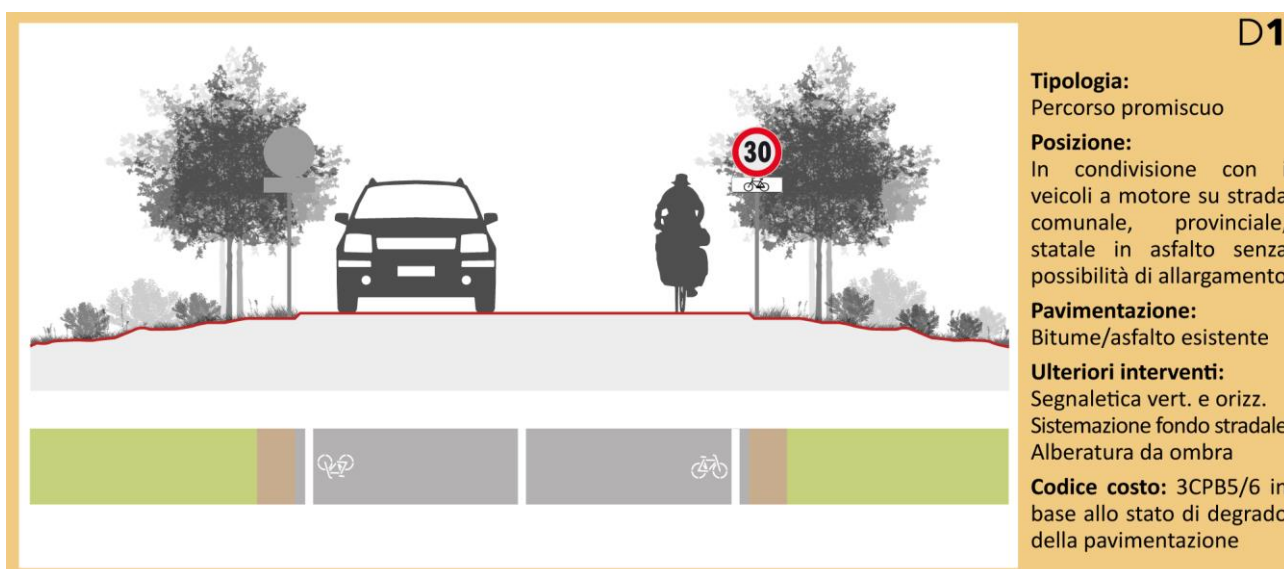 D1
30
Tipologia:
Percorso promiscuo
Posizione:
In condivisione con i
veicoli a motore su strada
comunale, provinciale,
statale in asfalto senza
possibilità di allargamento
Pavimentazione:
Bitume/asfalto esistente
Ulteriori interventi:
Segnaletica vert. e orizz.
Sistemazione fondo stradale
Alberatura da ombra
Codice costo: 3CPB5/6 in
base allo stato di degrado
della pavimentazione